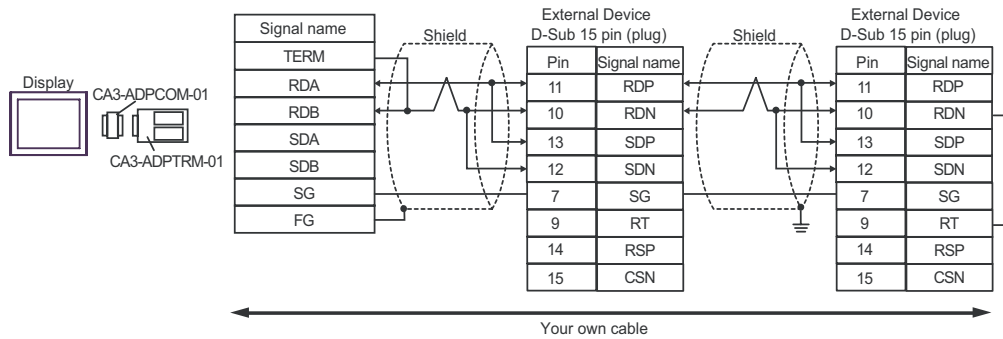 Display
CA3-ADPCOM-01
CA3-ADPTRM-01
Signal name
TERM
RDA
RDB
SDA
SDB
SG
FG
Shield
External Device
D-Sub 15 pin (plug)
Pin Signal name
11 RDP
10 RDN
13 SDP
12 SDN
7 SG
9 RT
14 RSP
15 CSN
Shield
External Device
D-Sub 15 pin (plug)
Pin Signal name
11 RDP
10 RDN
13 SDP
12 SDN
7 SG
9 RT
14 RSP
15 CSN
Your own cable